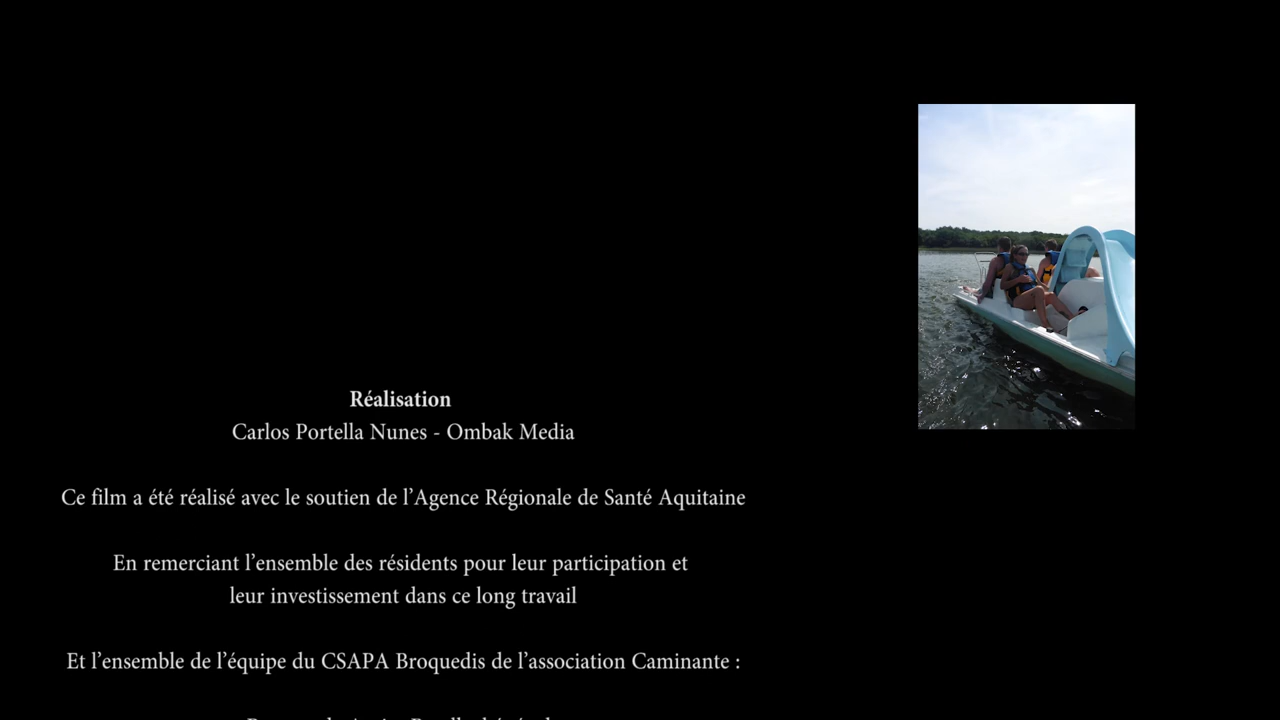 Réalisation
Carlos Portella Nunes - Ombak Media
Ce film a été réalisé avec le soutien de l’Agence Régionale de Santé Aquitaine
En remerciant l’ensemble des résidents pour leur participation et
leur investissement dans ce long travail
Et l’ensemble de l’équipe du CSAPA Broquedis de l’association Caminante :